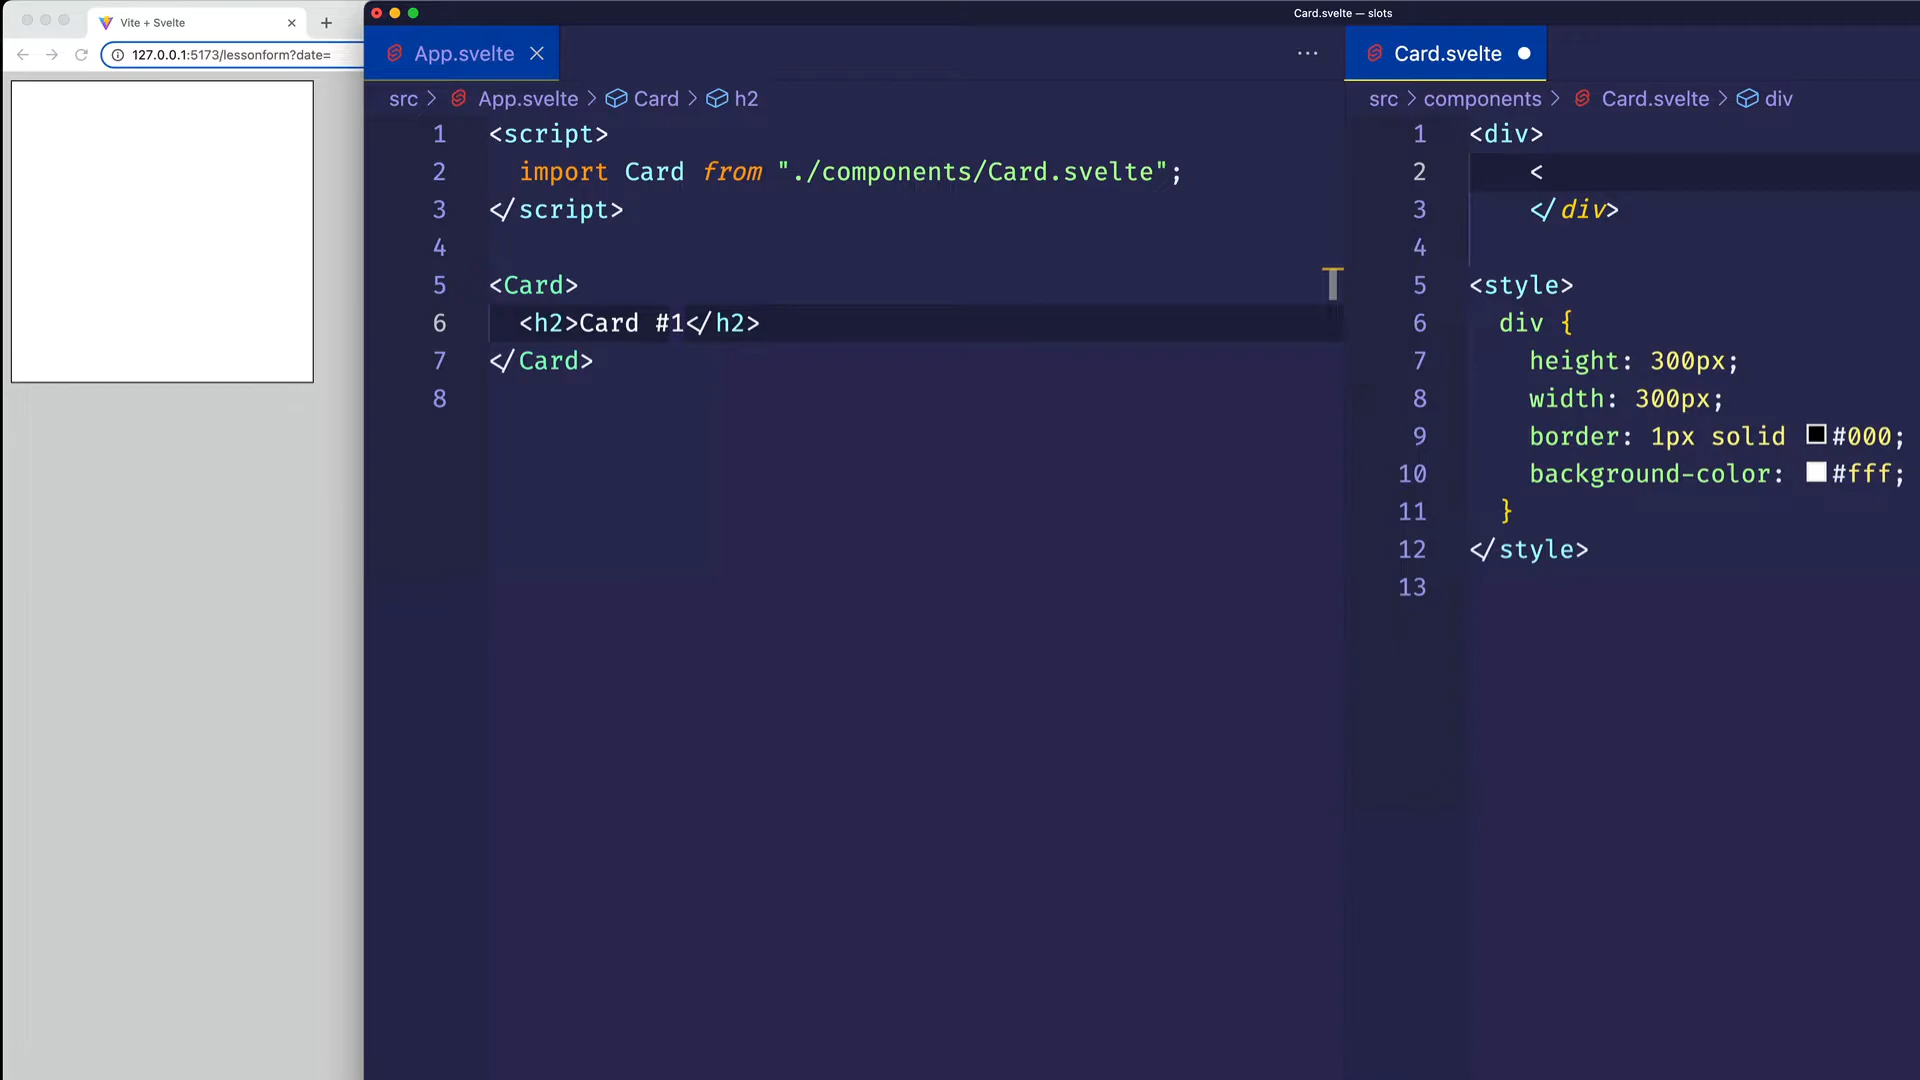 Vite + Svelte
127.0.0.1:5173/lessonform?date=
Card.svelte — slots
App.svelte
src > App.svelte > Card > h2
1 <script>
2 import Card from "./components/Card.svelte";
3 </script>
4
5 <Card>
6 <h2>Card #1</h2>
7 </Card>
8
Card.svelte
src > components > Card.svelte > div
1 <div>
2 <
3 </div>
4
5 <style>
6 div {
7 height: 300px;
8 width: 300px;
9 border: 1px solid #000;
10 background-color: #fff;
11 }
12 </style>
13